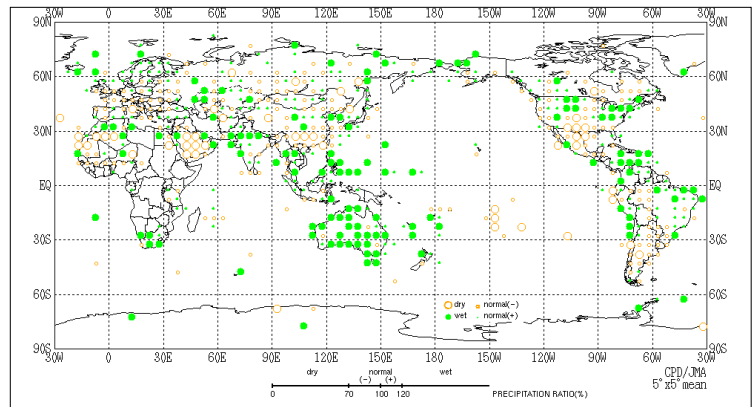 30W 0 30E 60E 90E 120E 150E 180 150W 120W 90W 60W 30W
90N 90N
60N 60N
30N 30N
EQ EQ
30S 30S
60S 60S
90S 90S
dry normal(-)
wet normal(+)
30W 0 30E 60E 90E 120E 150E 180 150W 120W 90W 60W 30W
CPD/JMA
5°x5°mean
dry normal wet
(-) (+)
0 70 100 120 PRECIPITATION RATIO(%)